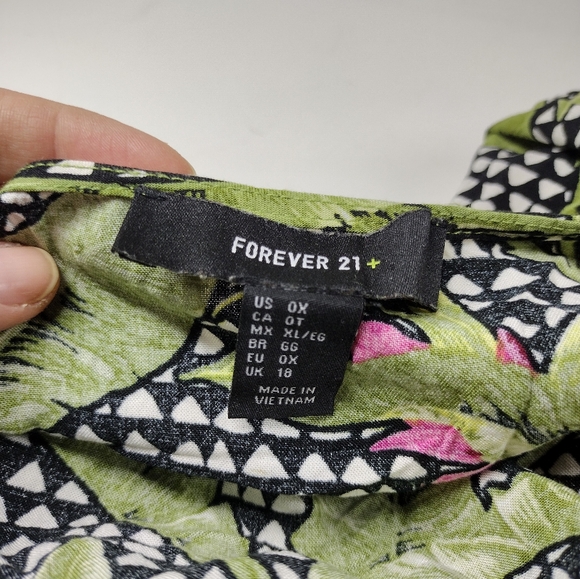 FOREVER 21+
US 0X
CA 0T
MX XL/EG
BR GG
EU 0X
UK 18
MADE IN
VIETNAM